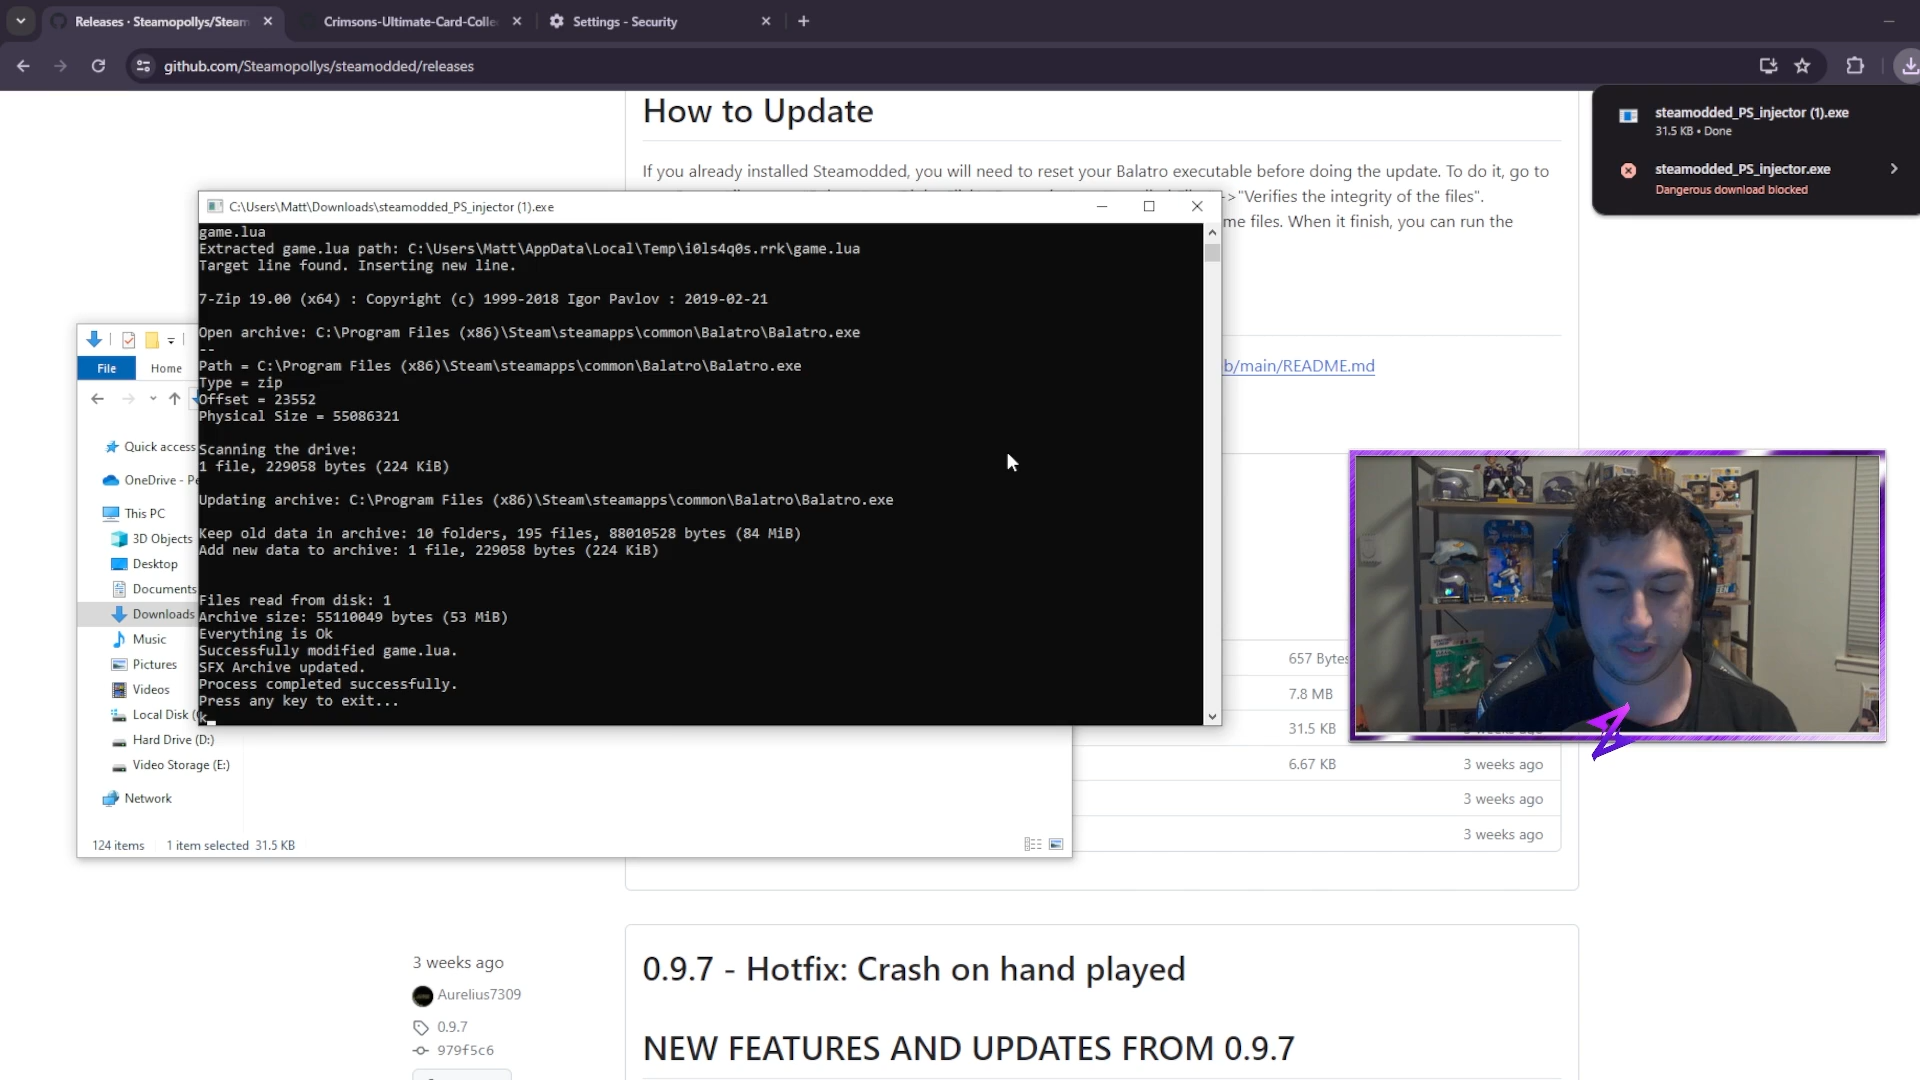 Releases · Steamopollys/Steam
Crimsons-Ultimate-Card-Colle
Settings - Security
github.com/Steamopollys/steamodded/releases
steamodded_PS_injector (1).exe
31.5 KB • Done
steamodded_PS_injector.exe
Dangerous download blocked
How to Update
If you already installed Steamodded, you will need to reset your Balatro executable before doing the update. To do it, go to
->"Verifies the integrity of the files".
me files. When it finish, you can run the
b/main/README.md
C:\Users\Matt\Downloads\steamodded_PS_injector (1).exe
game.lua
Extracted game.lua path: C:\Users\Matt\AppData\Local\Temp\i0ls4q0s.rrk\game.lua
Target line found. Inserting new line.
7-Zip 19.00 (x64) : Copyright (c) 1999-2018 Igor Pavlov : 2019-02-21
Open archive: C:\Program Files (x86)\Steam\steamapps\common\Balatro\Balatro.exe
--
Path = C:\Program Files (x86)\Steam\steamapps\common\Balatro\Balatro.exe
Type = zip
Offset = 23552
Physical Size = 55086321
Scanning the drive:
1 file, 229058 bytes (224 KiB)
Updating archive: C:\Program Files (x86)\Steam\steamapps\common\Balatro\Balatro.exe
Keep old data in archive: 10 folders, 195 files, 88010528 bytes (84 MiB)
Add new data to archive: 1 file, 229058 bytes (224 KiB)
Files read from disk: 1
Archive size: 55110049 bytes (53 MiB)
Everything is Ok
Successfully modified game.lua.
SFX Archive updated.
Process completed successfully.
Press any key to exit...
k
File
Home
Quick access
OneDrive - Pe
This PC
3D Objects
Desktop
Documents
Downloads
Music
Pictures
Videos
Local Disk (
Hard Drive (D:)
Video Storage (E:)
Network
124 items
1 item selected 31.5 KB
657 Bytes
7.8 MB
31.5 KB
6.67 KB
3 weeks ago
3 weeks ago
3 weeks ago
3 weeks ago
Aurelius7309
0.9.7
979f5c6
0.9.7 - Hotfix: Crash on hand played
NEW FEATURES AND UPDATES FROM 0.9.7